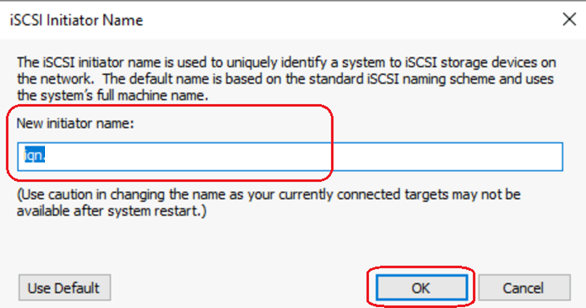 iSCSI Initiator Name
The iSCSI initiator name is used to uniquely identify a system to iSCSI storage devices on
the network. The default name is based on the standard iSCSI naming scheme and uses
the system's full machine name.
New initiator name:
iqn.
(Use caution in changing the name as your currently connected targets may not be
available after system restart.)
Use Default
OK
Cancel